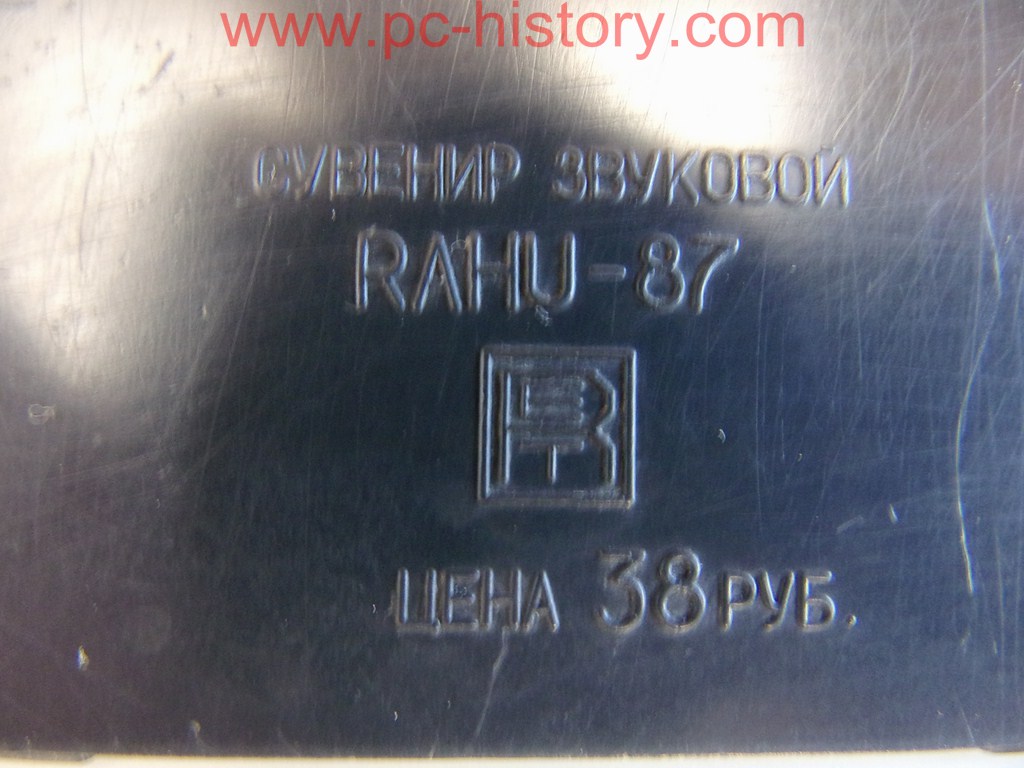 www.pc-history.com
СУВЕНИР ЗВУКОВОЙ
RAHU-87
ЦЕНА 38 РУБ.